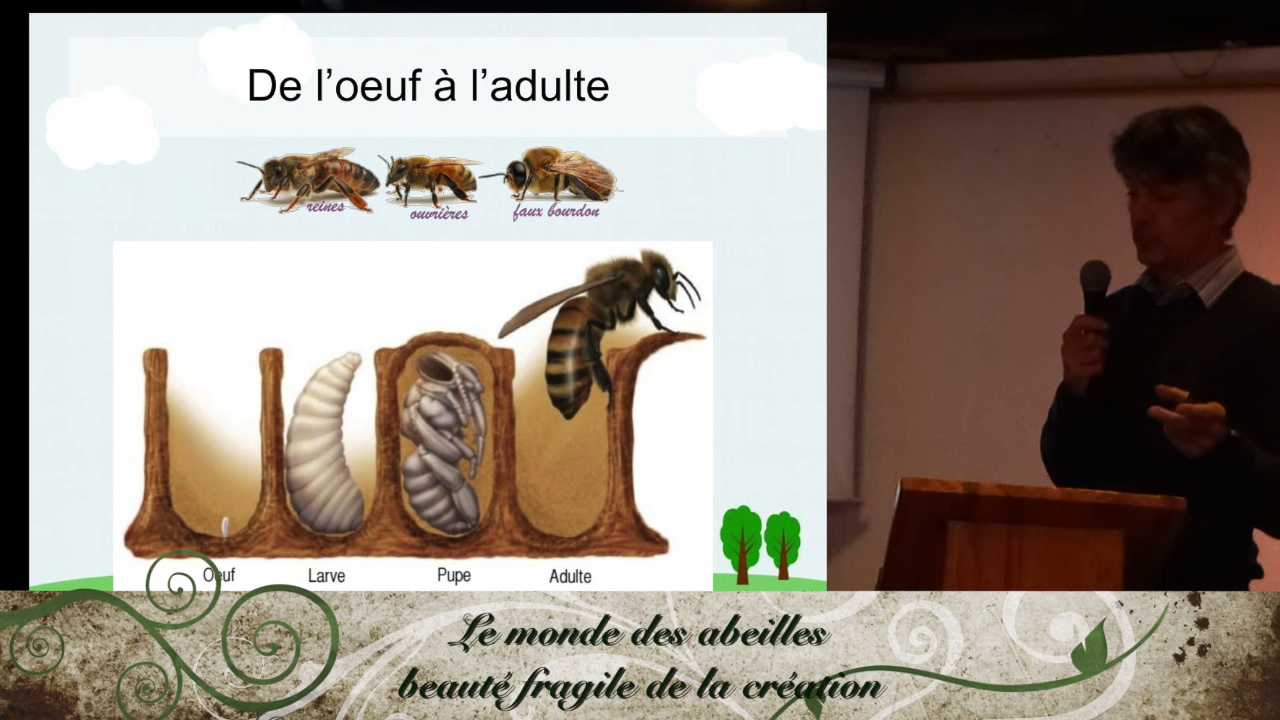 De l'oeuf à l'adulte
reines
ouvrières
faux bourdon
Oeuf
Larve
Pupe
Adulte
Le monde des abeilles
beauté fragile de la création